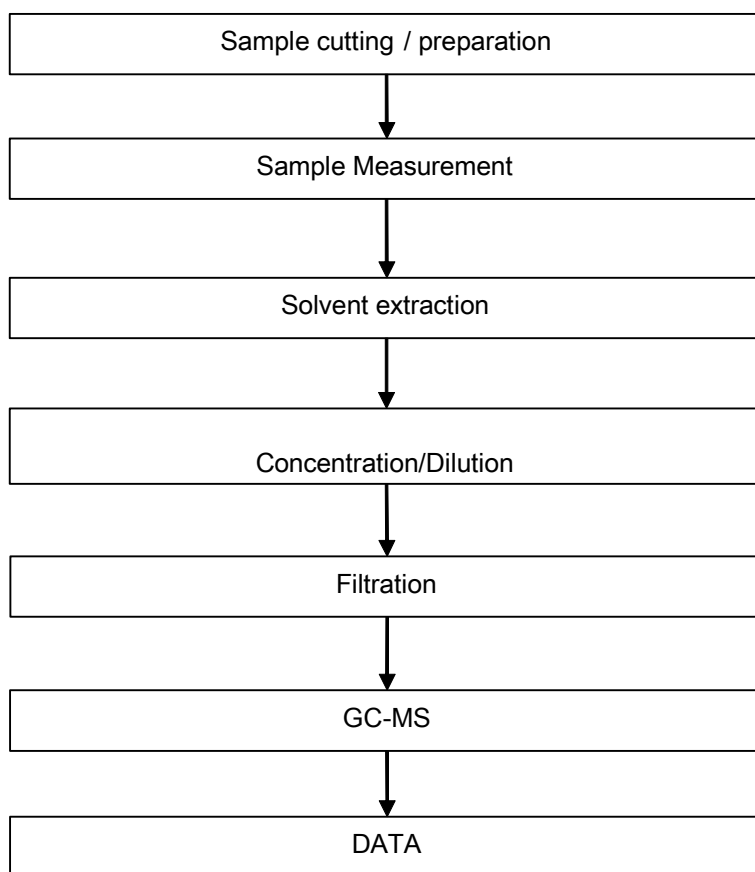 Sample cutting / preparation
Sample Measurement
Solvent extraction
Concentration/Dilution
Filtration
GC-MS
DATA